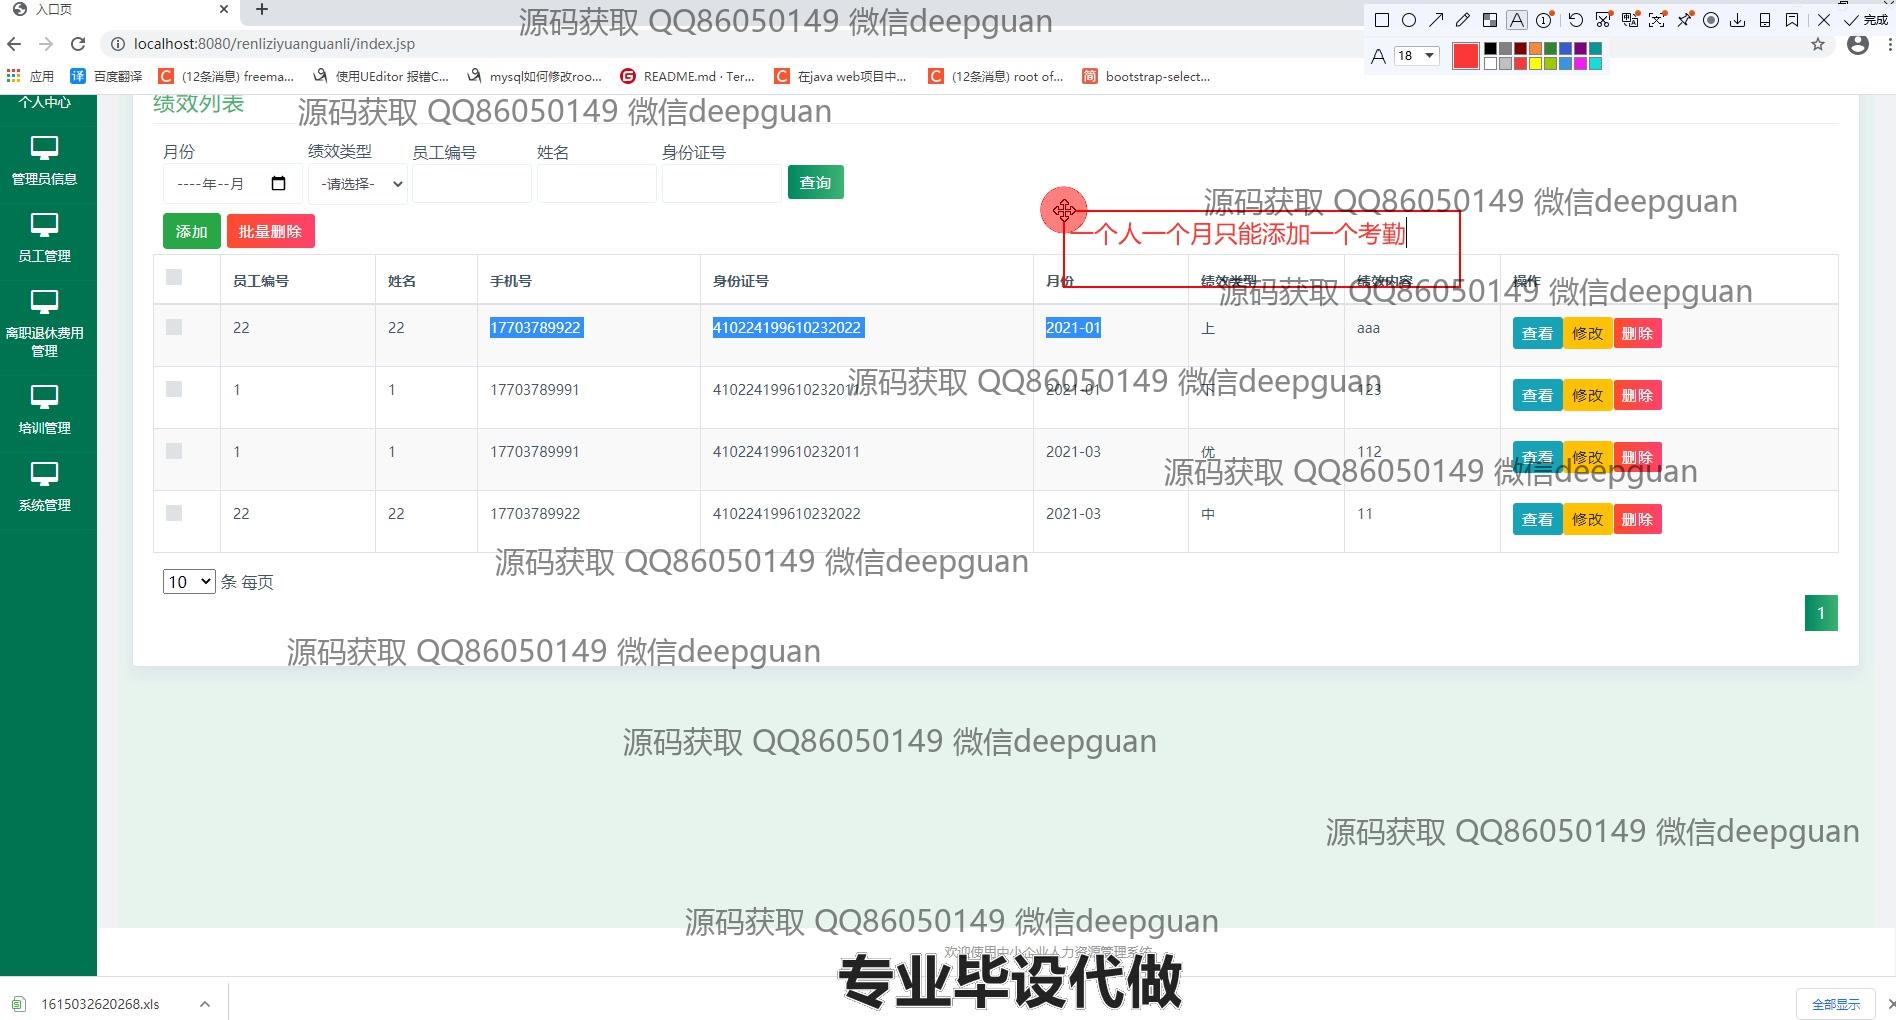 入口页
源码获取 QQ86050149 微信deepguan
完成
localhost:8080/renliziyuanguanli/index.jsp
18
应用
百度翻译
(12条消息) freema...
使用UEditor 报错C...
mysql如何修改roo...
README.md · Ter...
在java web项目中...
(12条消息) root of...
bootstrap-select...
个人中心
管理员信息
员工管理
离职退休费用
管理
培训管理
系统管理
绩效列表
源码获取 QQ86050149 微信deepguan
月份 绩效类型 员工编号 姓名 身份证号
----年--月 -请选择- 查询
源码获取 QQ86050149 微信deepguan
添加 批量删除
一个人一个月只能添加一个考勤
员工编号 姓名 手机号 身份证号 月份 绩效类型 绩效内容 操作
源码获取 QQ86050149 微信deepguan
22 22 17703789922 410224199610232022 2021-01 上 aaa 查看 修改 删除
源码获取 QQ86050149 微信deepguan
1 1 17703789991 410224199610232011 2021-01 下 123 查看 修改 删除
1 1 17703789991 410224199610232011 2021-03 优 112 查看 修改 删除
源码获取 QQ86050149 微信deepguan
22 22 17703789922 410224199610232022 2021-03 中 11 查看 修改 删除
源码获取 QQ86050149 微信deepguan
10 条 每页
1
源码获取 QQ86050149 微信deepguan
源码获取 QQ86050149 微信deepguan
源码获取 QQ86050149 微信deepguan
源码获取 QQ86050149 微信deepguan
欢迎使用中小企业人力资源管理系统
专业毕设代做
1615032620268.xls
全部显示